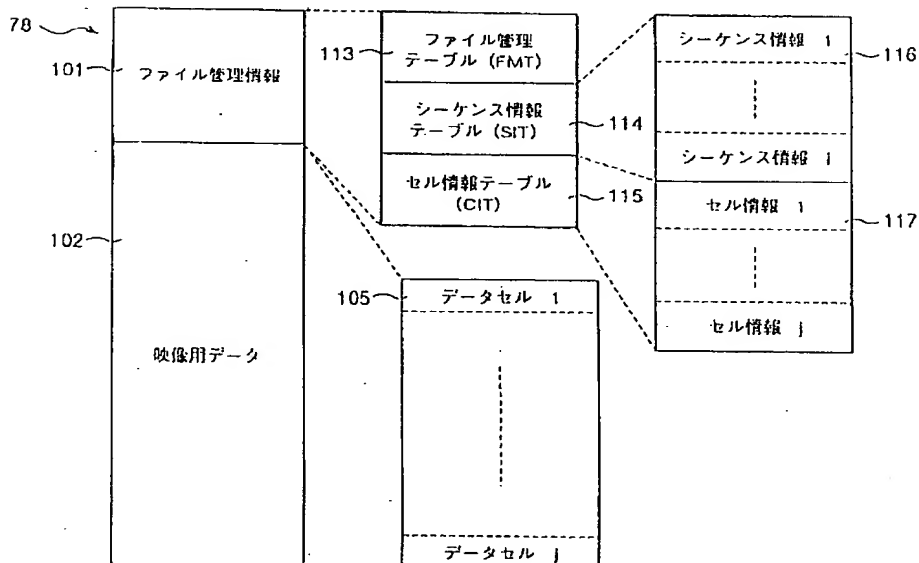 78
101
ファイル管理情報
102
映像用データ
113
ファイル管理
テーブル (FMT)
シーケンス情報
テーブル (SIT)
114
セル情報テーブル
(CIT)
115
シーケンス情報 1
116
シーケンス情報 i
セル情報 1
117
セル情報 j
105
データセル 1
データセル j